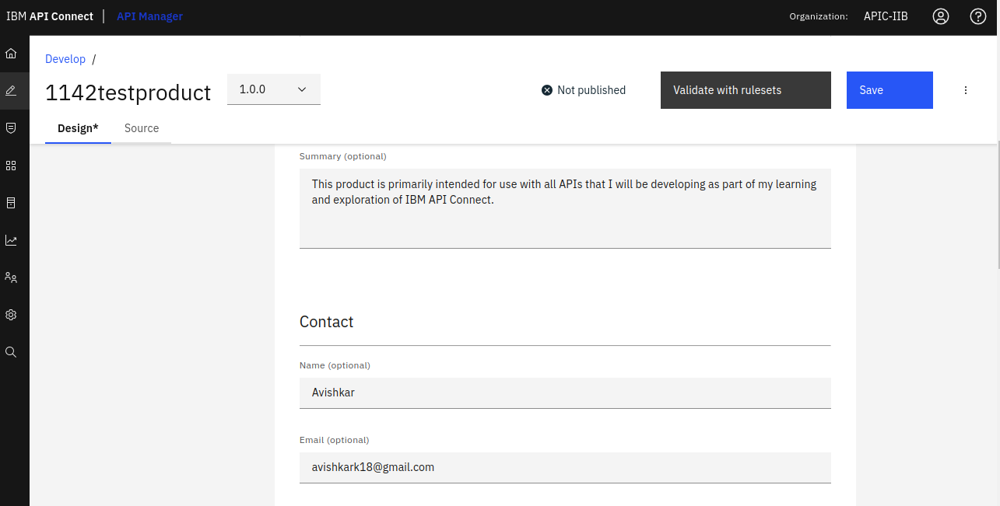 IBM API Connect
API Manager
Organization:
APIC-IIB
Develop /
1142testproduct
1.0.0
Not published
Validate with rulesets
Save
Design*
Source
Summary (optional)
This product is primarily intended for use with all APIs that I will be developing as part of my learning
and exploration of IBM API Connect.
Contact
Name (optional)
Avishkar
Email (optional)
avishkark18@gmail.com